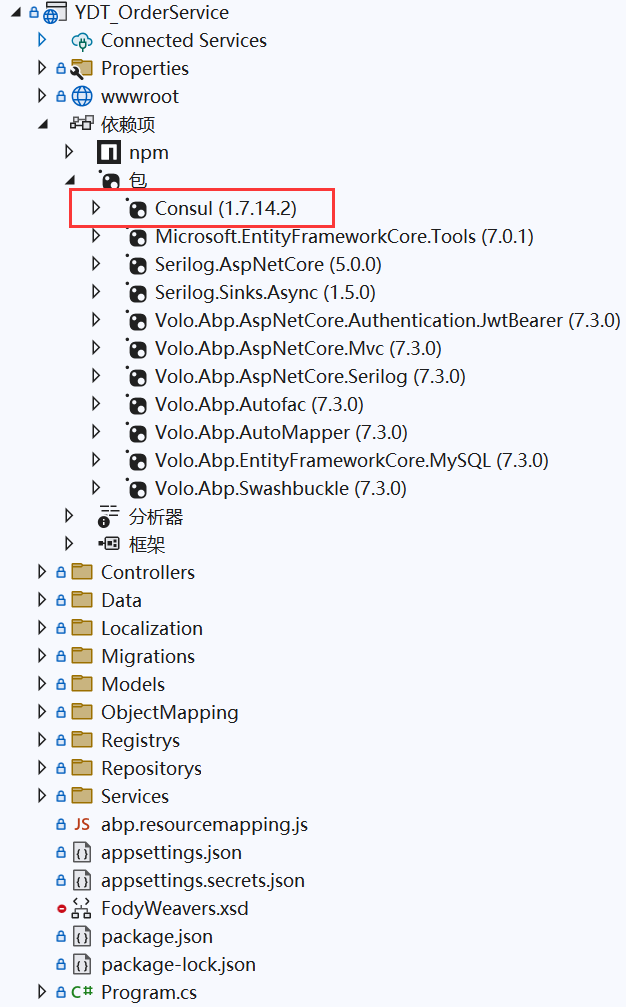 YDT_OrderService
Connected Services
Properties
wwwroot
依赖项
npm
包
Consul (1.7.14.2)
Microsoft.EntityFrameworkCore.Tools (7.0.1)
Serilog.AspNetCore (5.0.0)
Serilog.Sinks.Async (1.5.0)
Volo.Abp.AspNetCore.Authentication.JwtBearer (7.3.0)
Volo.Abp.AspNetCore.Mvc (7.3.0)
Volo.Abp.AspNetCore.Serilog (7.3.0)
Volo.Abp.Autofac (7.3.0)
Volo.Abp.AutoMapper (7.3.0)
Volo.Abp.EntityFrameworkCore.MySQL (7.3.0)
Volo.Abp.Swashbuckle (7.3.0)
分析器
框架
Controllers
Data
Localization
Migrations
Models
ObjectMapping
Registrys
Repositorys
Services
JS abp.resourcemapping.js
appsettings.json
appsettings.secrets.json
FodyWeavers.xsd
package.json
package-lock.json
C# Program.cs